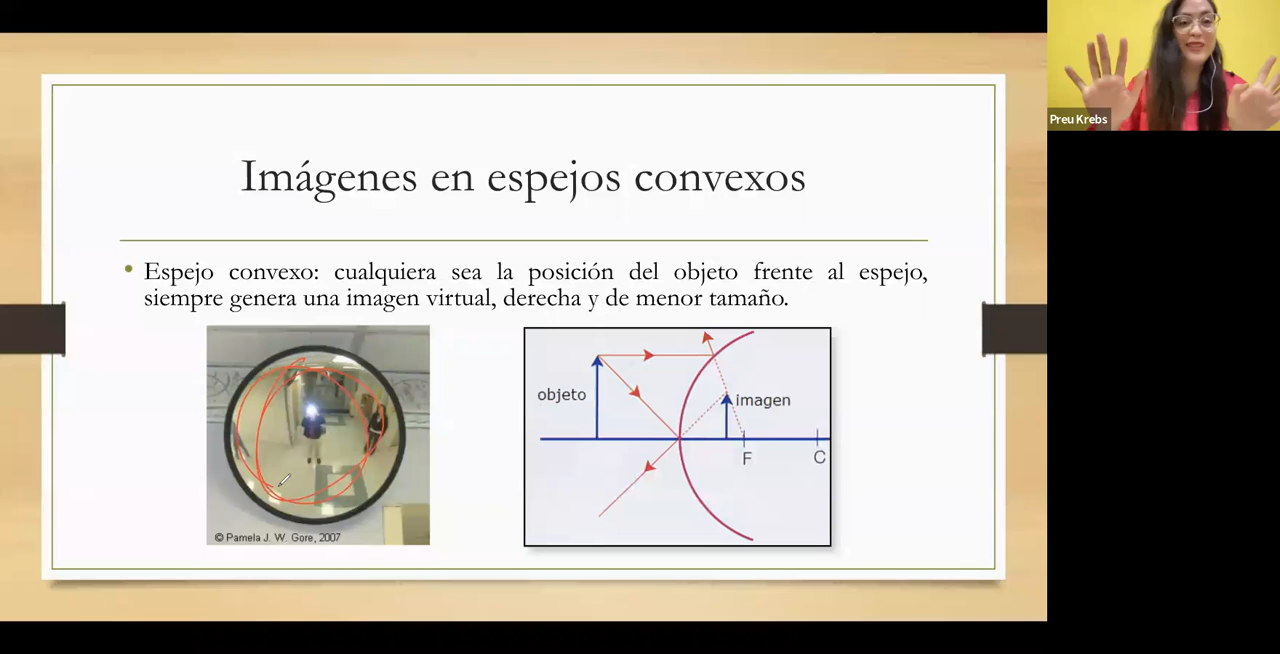 Imágenes en espejos convexos
• Espejo convexo: cualquiera sea la posición del objeto frente al espejo,
siempre genera una imagen virtual, derecha y de menor tamaño.
© Pamela J. W. Gore, 2007
objeto
imagen
F
C
Preu Krebs